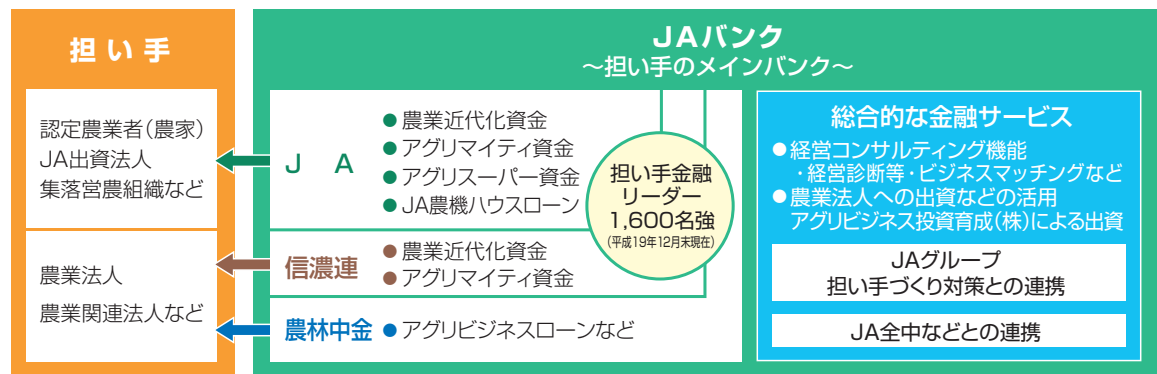 担い手
認定農業者(農家)
JA出資法人
集落営農組織など
農業法人
農業関連法人など
JAバンク
～担い手のメインバンク～
JA
●農業近代化資金
●アグリマイティ資金
●アグリスーパー資金
●JA農機ハウスローン
信濃連
●農業近代化資金
●アグリマイティ資金
農林中金
●アグリビジネスローンなど
担い手金融
リーダー
1,600名強
(平成19年12月末現在)
総合的な金融サービス
●経営コンサルティング機能
・経営診断等・ビジネスマッチングなど
●農業法人への出資などの活用
アグリビジネス投資育成(株)による出資
JAグループ
担い手づくり対策との連携
JA全中などとの連携